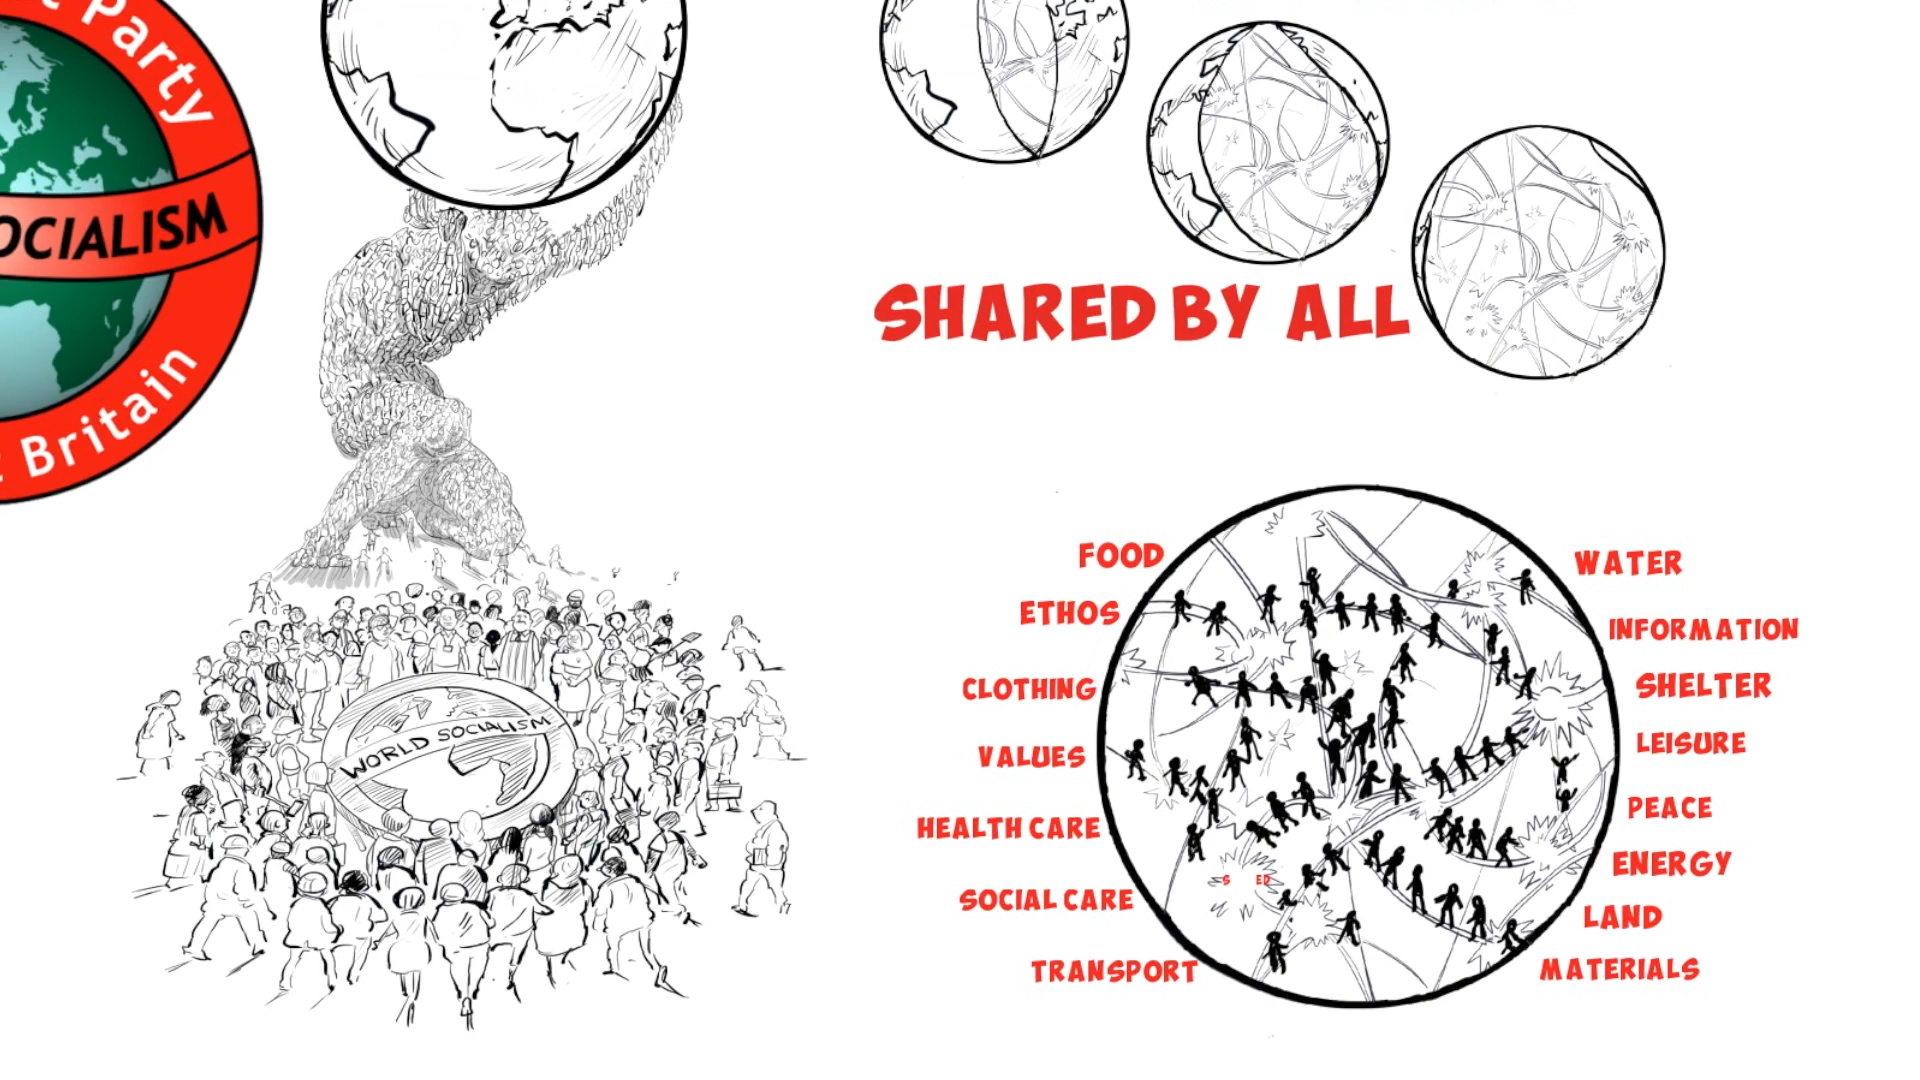 Party
OCIALISM
Britain
SHARED BY ALL
WORLD SOCIALISM
FOOD
ETHOS
CLOTHING
VALUES
HEALTH CARE
SOCIAL CARE
TRANSPORT
WATER
INFORMATION
SHELTER
LEISURE
PEACE
ENERGY
LAND
MATERIALS
S ED